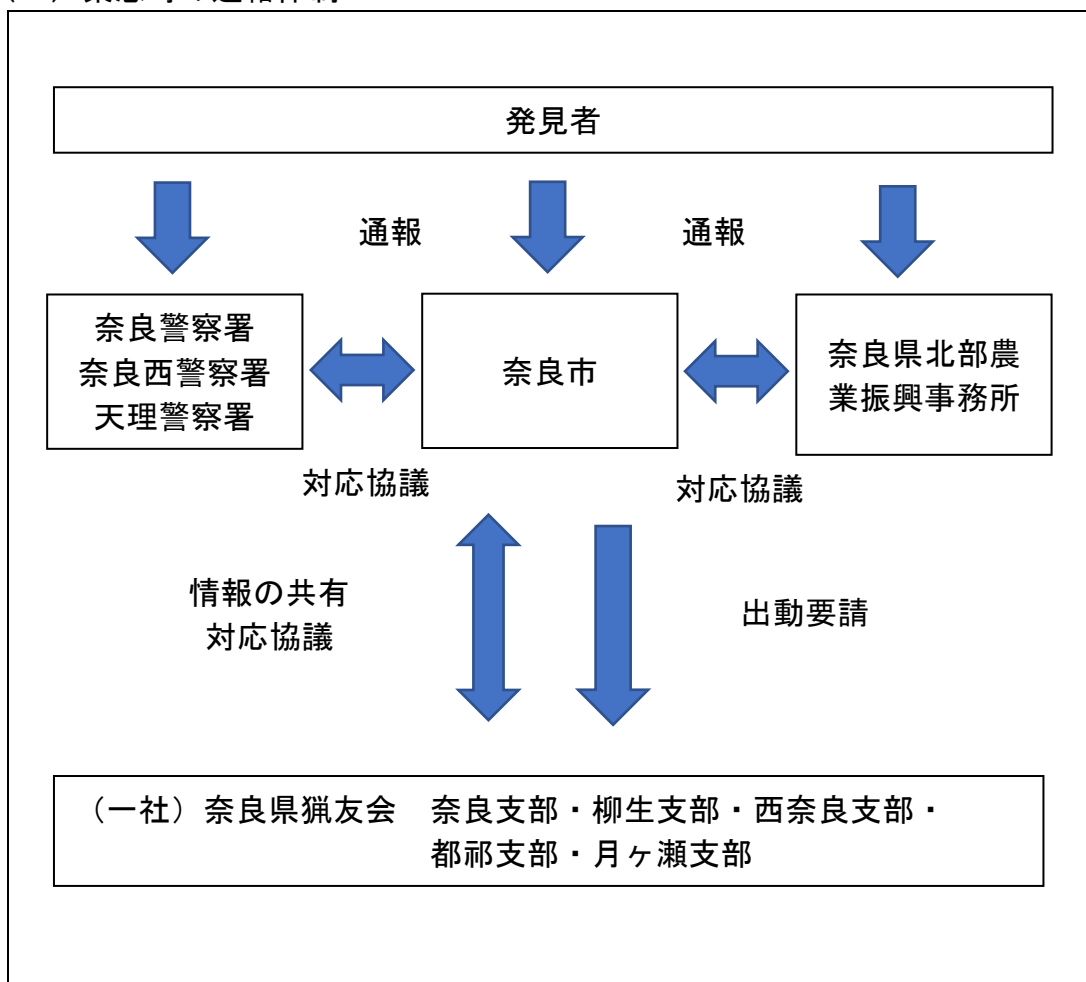 発見者
通報
通報
奈良警察署
奈良西警察署
天理警察署
奈良市
奈良県北部農
業振興事務所
対応協議
対応協議
情報の共有
対応協議
出動要請
（一社）奈良県猟友会　奈良支部・柳生支部・西奈良支部・
都祁支部・月ヶ瀬支部